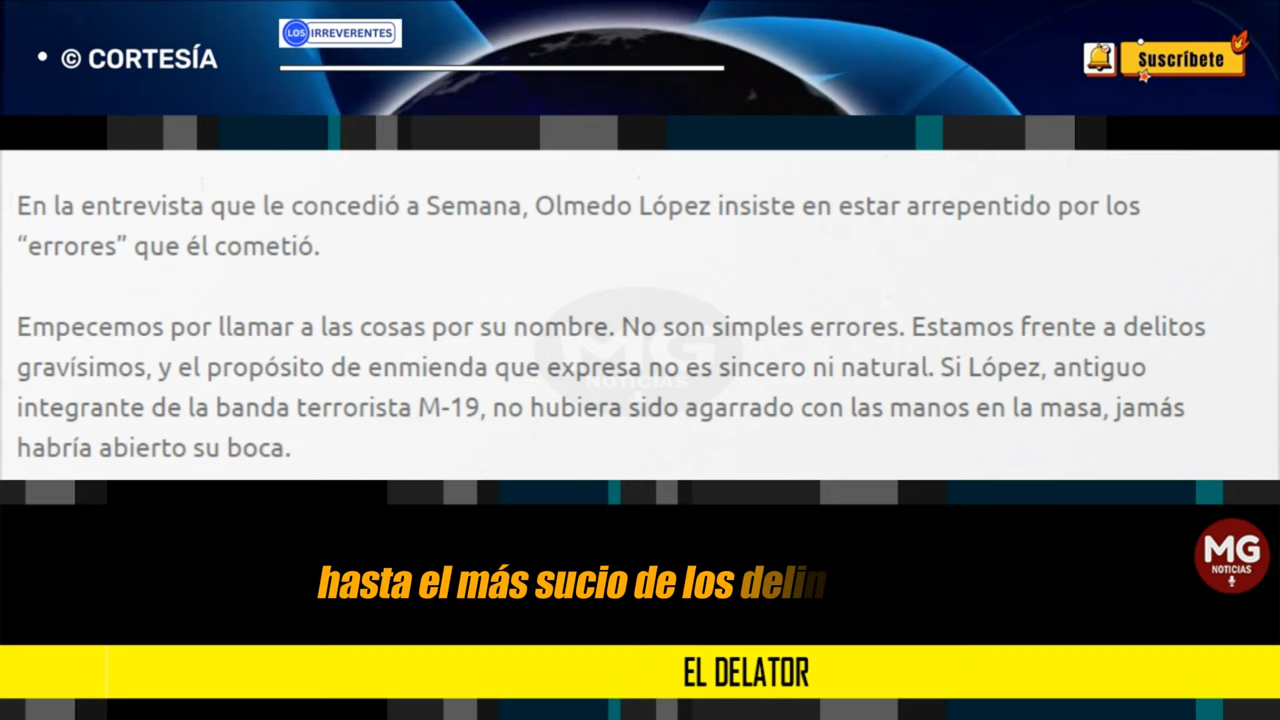 • © CORTESÍA
LOS IRREVERENTES
Suscríbete
En la entrevista que le concedió a Semana, Olmedo López insiste en estar arrepentido por los
“errores” que él cometió.
Empecemos por llamar a las cosas por su nombre. No son simples errores. Estamos frente a delitos
gravísimos, y el propósito de enmienda que expresa no es sincero ni natural. Si López, antiguo
integrante de la banda terrorista M-19, no hubiera sido agarrado con las manos en la masa, jamás
habría abierto su boca.
MG
NOTICIAS
hasta el más sucio de los delin
MG
NOTICIAS
EL DELATOR